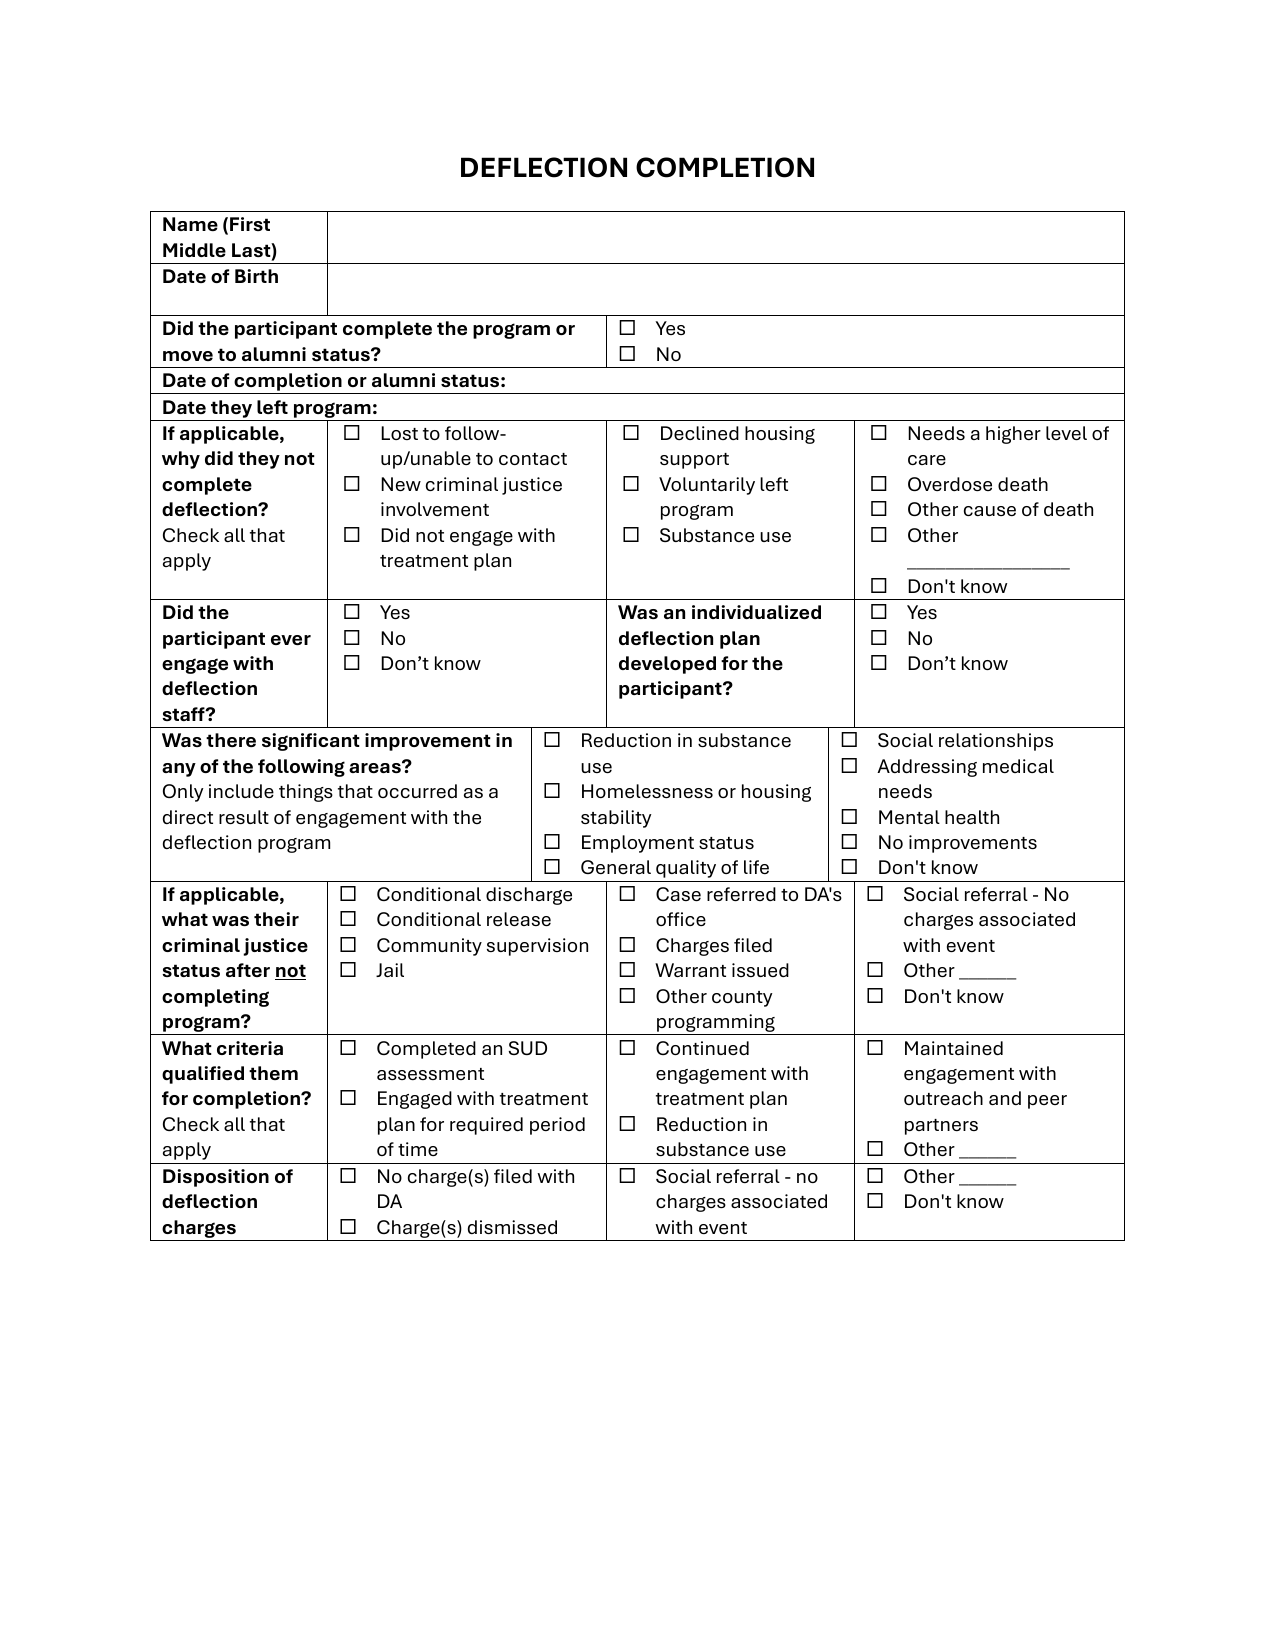 DEFLECTION COMPLETION
Name (First
Middle Last)
Date of Birth
Did the participant complete the program or
move to alumni status?
☐ Yes
☐ No
Date of completion or alumni status:
Date they left program:
If applicable,
why did they not
complete
deflection?
Check all that
apply
☐ Lost to follow-
up/unable to contact
☐ New criminal justice
involvement
☐ Did not engage with
treatment plan
☐ Declined housing
support
☐ Voluntarily left
program
☐ Substance use
☐ Needs a higher level of
care
☐ Overdose death
☐ Other cause of death
☐ Other
_________________
☐ Don't know
Did the
participant ever
engage with
deflection
staff?
☐ Yes
☐ No
☐ Don’t know
Was an individualized
deflection plan
developed for the
participant?
☐ Yes
☐ No
☐ Don’t know
Was there significant improvement in
any of the following areas?
Only include things that occurred as a
direct result of engagement with the
deflection program
☐ Reduction in substance
use
☐ Homelessness or housing
stability
☐ Employment status
☐ General quality of life
☐ Social relationships
☐ Addressing medical
needs
☐ Mental health
☐ No improvements
☐ Don't know
If applicable,
what was their
criminal justice
status after not
completing
program?
☐ Conditional discharge
☐ Conditional release
☐ Community supervision
☐ Jail
☐ Case referred to DA's
office
☐ Charges filed
☐ Warrant issued
☐ Other county
programming
☐ Social referral - No
charges associated
with event
☐ Other ______
☐ Don't know
What criteria
qualified them
for completion?
Check all that
apply
☐ Completed an SUD
assessment
☐ Engaged with treatment
plan for required period
of time
☐ Continued
engagement with
treatment plan
☐ Reduction in
substance use
☐ Maintained
engagement with
outreach and peer
partners
☐ Other ______
Disposition of
deflection
charges
☐ No charge(s) filed with
DA
☐ Charge(s) dismissed
☐ Social referral - no
charges associated
with event
☐ Other ______
☐ Don't know